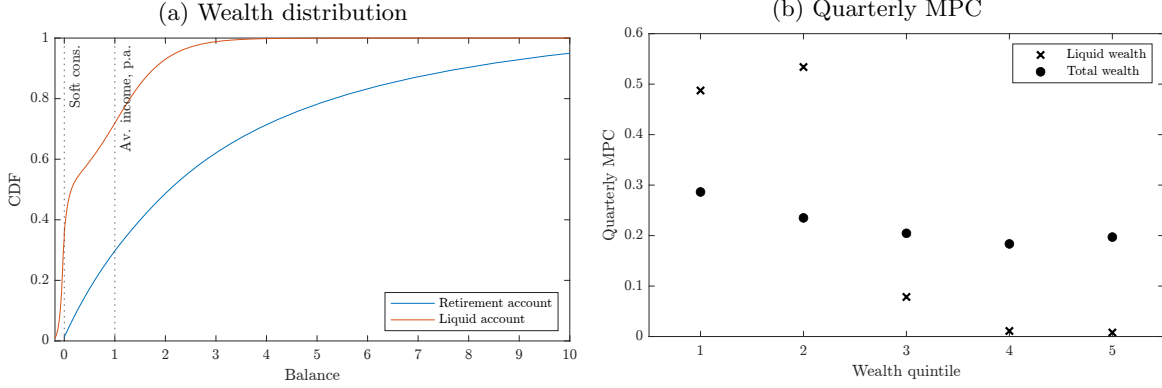 (a) Wealth distribution
1
0.8
0.6
0.4
0.2
0
CDF
Soft cons.
Av. income, p.a.
Retirement account
Liquid account
0 1 2 3 4 5 6 7 8 9 10
Balance
(b) Quarterly MPC
0.6
0.5
0.4
0.3
0.2
0.1
0
Quarterly MPC
Liquid wealth
Total wealth
1 2 3 4 5
Wealth quintile